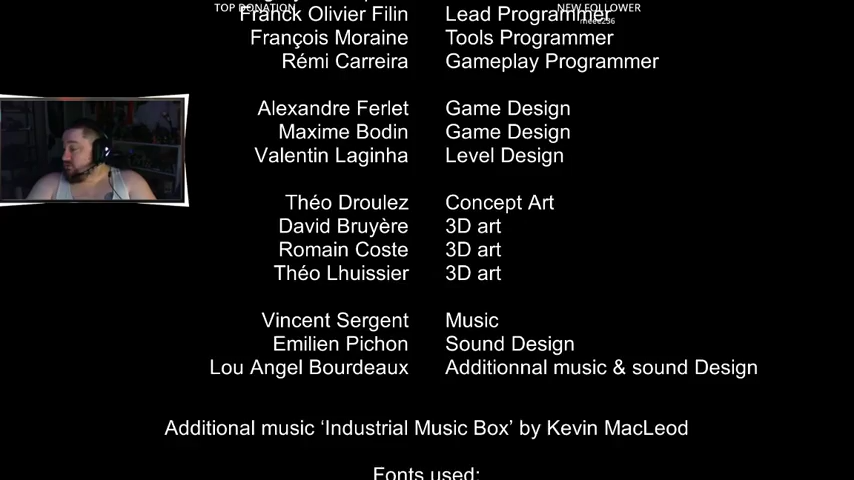 TOP DONATION
NEW FOLLOWER
meee236
Franck Olivier Filin Lead Programmer
François Moraine Tools Programmer
Rémi Carreira Gameplay Programmer
Alexandre Ferlet Game Design
Maxime Bodin Game Design
Valentin Laginha Level Design
Théo Droulez Concept Art
David Bruyère 3D art
Romain Coste 3D art
Théo Lhuissier 3D art
Vincent Sergent Music
Emilien Pichon Sound Design
Lou Angel Bourdeaux Additionnal music & sound Design
Additional music ‘Industrial Music Box’ by Kevin MacLeod
Fonts used: